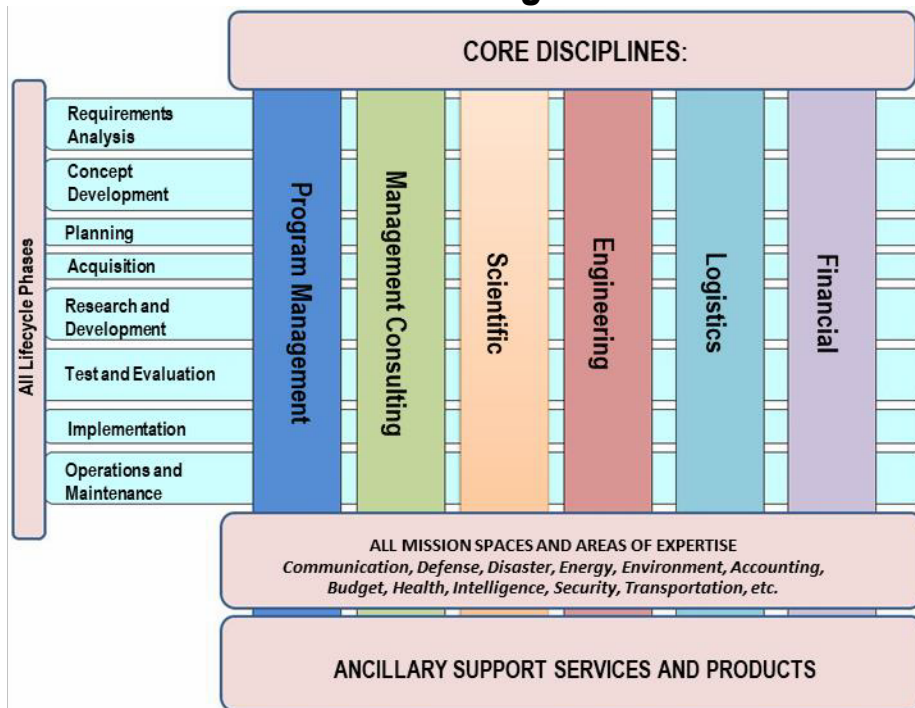 CORE DISCIPLINES:
All Lifecycle Phases
Requirements
Analysis
Concept
Development
Planning
Acquisition
Research and
Development
Test and Evaluation
Implementation
Operations and
Maintenance
Program Management
Management Consulting
Scientific
Engineering
Logistics
Financial
ALL MISSION SPACES AND AREAS OF EXPERTISE
Communication, Defense, Disaster, Energy, Environment, Accounting,
Budget, Health, Intelligence, Security, Transportation, etc.
ANCILLARY SUPPORT SERVICES AND PRODUCTS